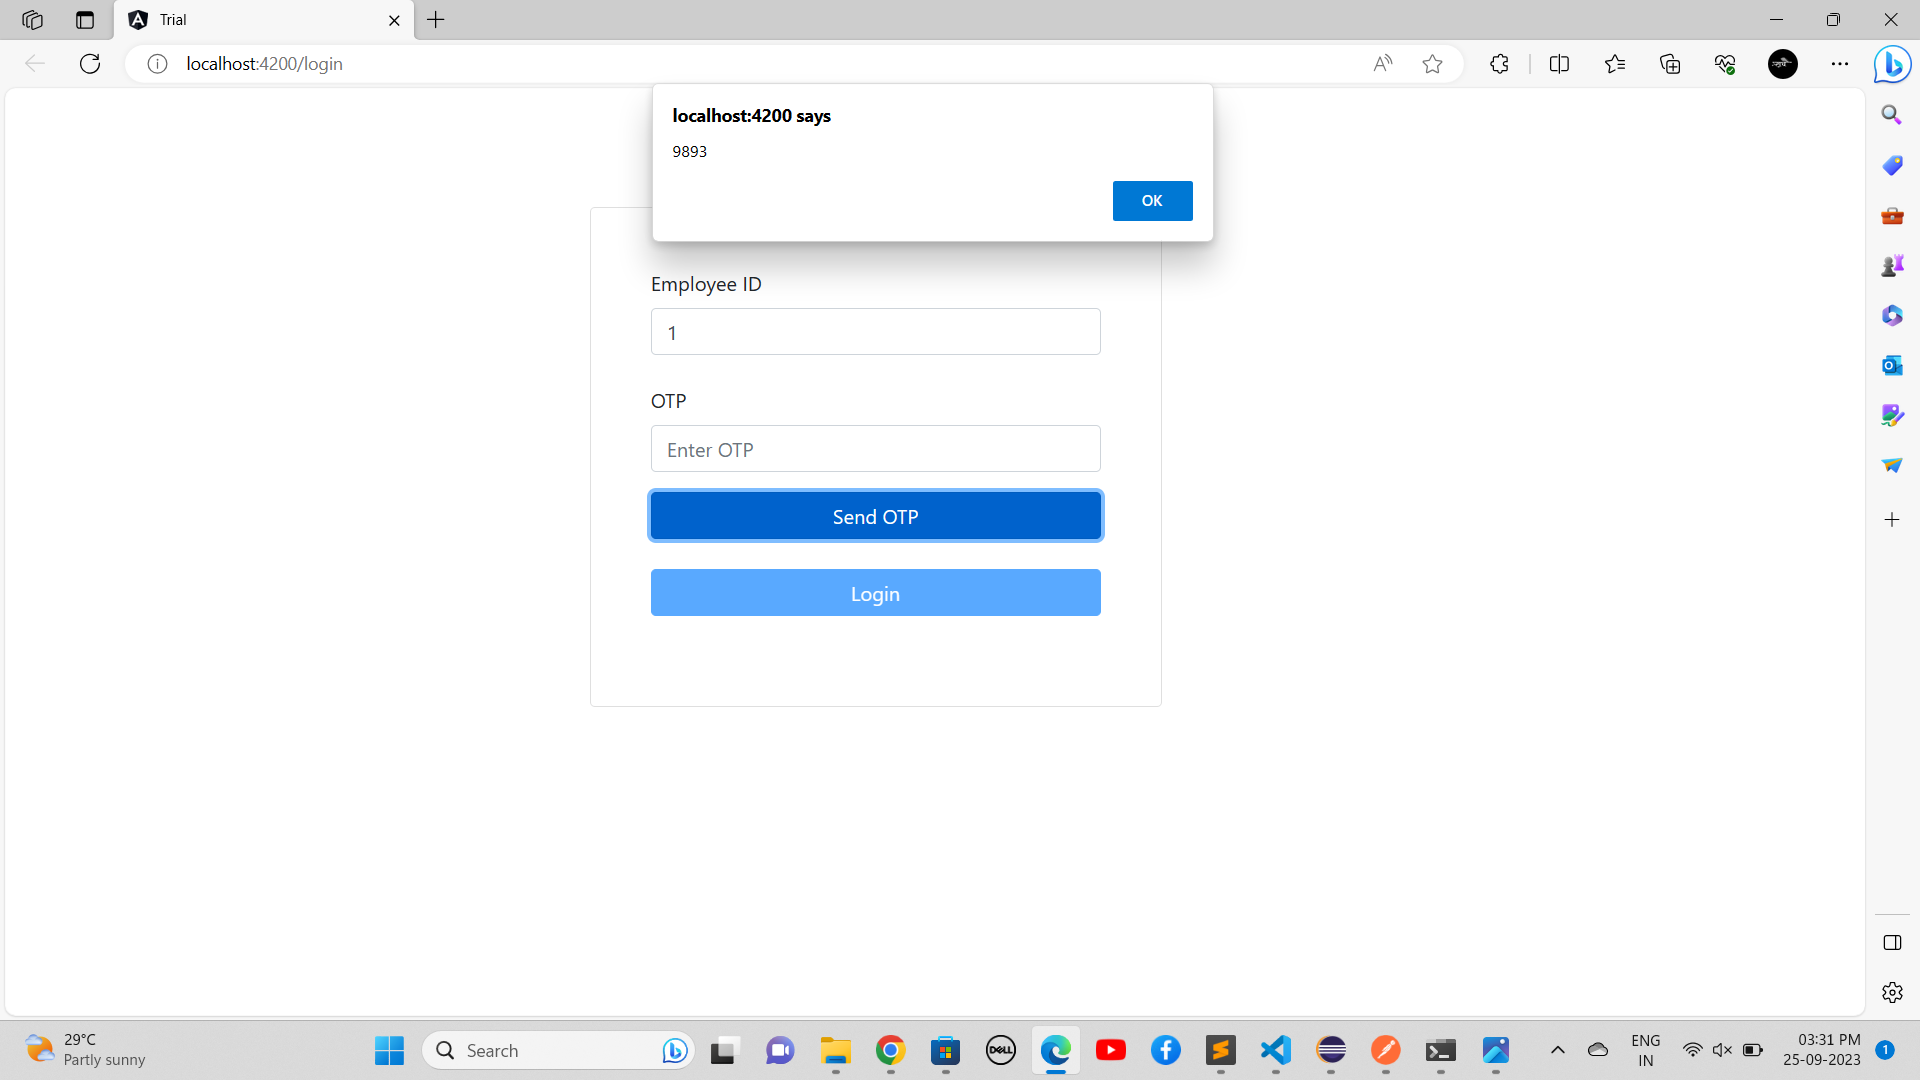 Trial
localhost:4200/login
localhost:4200 says
9893
OK
Employee ID
1
OTP
Enter OTP
Send OTP
Login
29°C
Partly sunny
Search
DELL
ENG
IN
03:31 PM
25-09-2023
1